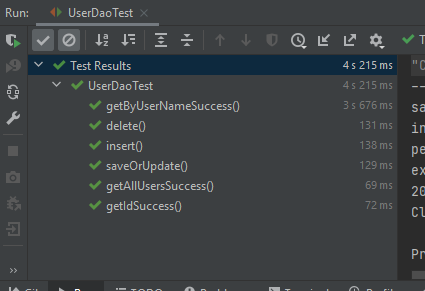 Run: UserDaoTest
Test Results 4 s 215 ms
UserDaoTest 4 s 215 ms
getByUserNameSuccess() 3 s 676 ms
delete() 131 ms
insert() 138 ms
saveOrUpdate() 129 ms
getAllUsersSuccess() 69 ms
getIdSuccess() 72 ms
"C
--
sa
in
pe
ex
20
Cl
Pr